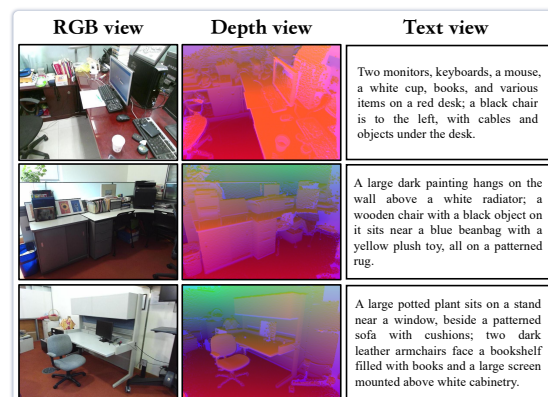 RGB view Depth view Text view
Two monitors, keyboards, a mouse,
a white cup, books, and various
items on a red desk; a black chair
is to the left, with cables and
objects under the desk.
A large dark painting hangs on the
wall above a white radiator; a
wooden chair with a black object on
it sits near a blue beanbag with a
yellow plush toy, all on a patterned
rug.
A large potted plant sits on a stand
near a window, beside a patterned
sofa with cushions; two dark
leather armchairs face a bookshelf
filled with books and a large screen
mounted above white cabinetry.